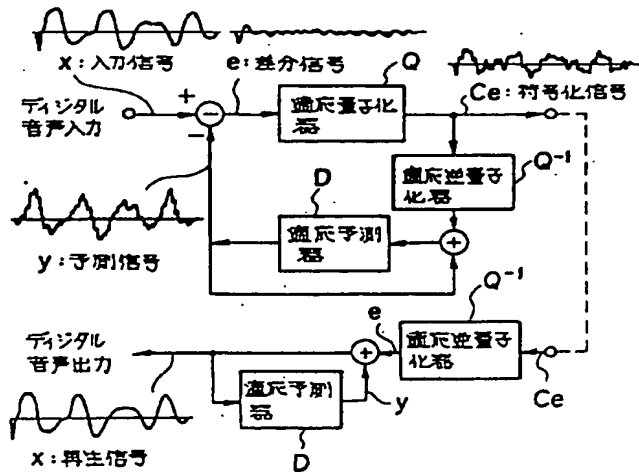 x:入力信号
e:差分信号
Q
Ce:符号化信号
ディジタル
音声入力
+
−
−
適応量子化
器
Q-1
適応逆量子
化器
D
適応予測
器
+
y:予測信号
Q-1
ディジタル
音声出力
+
e
適応逆量子
化器
適応予測
器
y
Ce
x:再生信号
D